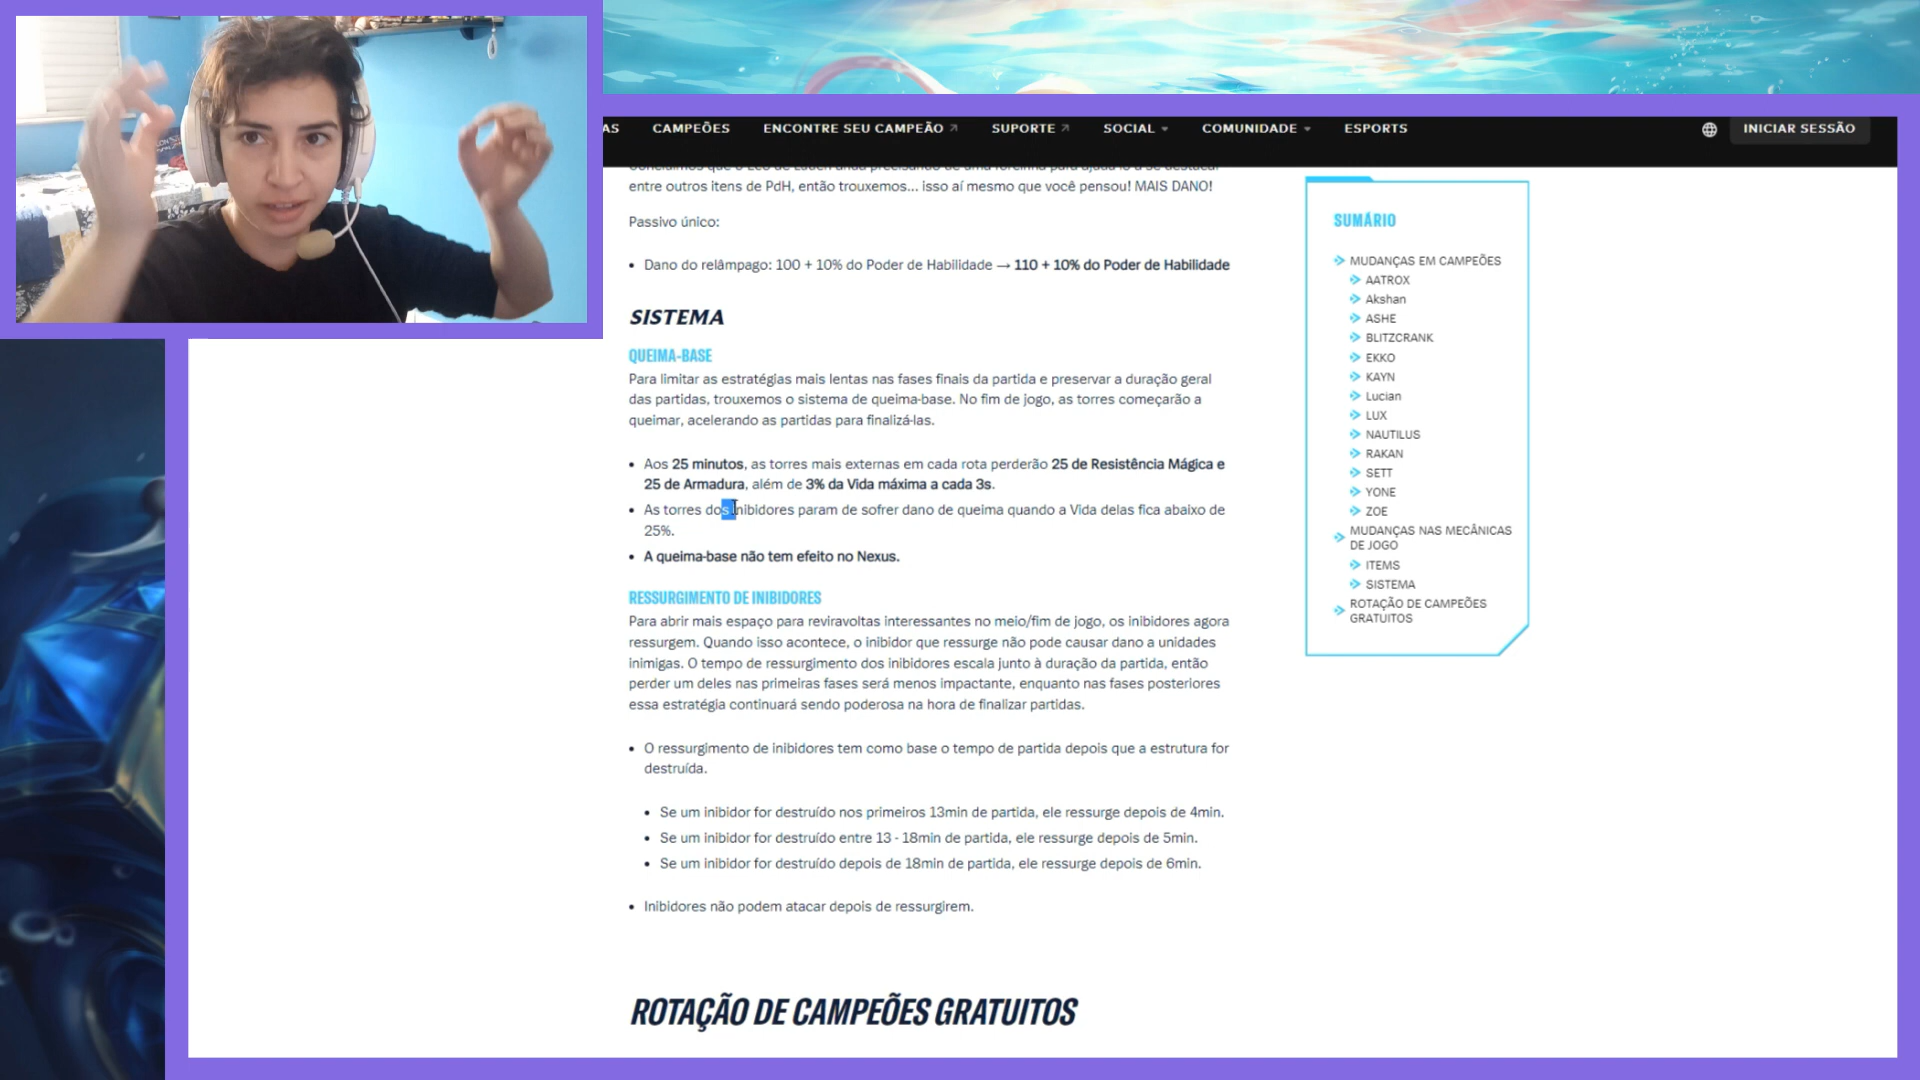 AS CAMPEÕES ENCONTRE SEU CAMPEÃO SUPORTE SOCIAL COMUNIDADE ESPORTS INICIAR SESSÃO
entre outros itens de PdH, então trouxemos... isso aí mesmo que você pensou! MAIS DANO!
Passivo único:
• Dano do relâmpago: 100 + 10% do Poder de Habilidade → 110 + 10% do Poder de Habilidade
SISTEMA
QUEIMA-BASE
Para limitar as estratégias mais lentas nas fases finais da partida e preservar a duração geral
das partidas, trouxemos o sistema de queima-base. No fim de jogo, as torres começarão a
queimar, acelerando as partidas para finalizá-las.
• Aos 25 minutos, as torres mais externas em cada rota perderão 25 de Resistência Mágica e
25 de Armadura, além de 3% da Vida máxima a cada 3s.
• As torres dos inibidores param de sofrer dano de queima quando a Vida delas fica abaixo de
25%.
• A queima-base não tem efeito no Nexus.
RESSURGIMENTO DE INIBIDORES
Para abrir mais espaço para reviravoltas interessantes no meio/fim de jogo, os inibidores agora
ressurgem. Quando isso acontece, o inibidor que ressurge não pode causar dano a unidades
inimigas. O tempo de ressurgimento dos inibidores escala junto à duração da partida, então
perder um deles nas primeiras fases será menos impactante, enquanto nas fases posteriores
essa estratégia continuará sendo poderosa na hora de finalizar partidas.
• O ressurgimento de inibidores tem como base o tempo de partida depois que a estrutura for
destruída.
• Se um inibidor for destruído nos primeiros 13min de partida, ele ressurge depois de 4min.
• Se um inibidor for destruído entre 13 - 18min de partida, ele ressurge depois de 5min.
• Se um inibidor for destruído depois de 18min de partida, ele ressurge depois de 6min.
• Inibidores não podem atacar depois de ressurgirem.
ROTAÇÃO DE CAMPEÕES GRATUITOS
SUMÁRIO
MUDANÇAS EM CAMPEÕES
AATROX
Akshan
ASHE
BLITZCRANK
EKKO
KAYN
Lucian
LUX
NAUTILUS
RAKAN
SETT
YONE
ZOE
MUDANÇAS NAS MECÂNICAS
DE JOGO
ITEMS
SISTEMA
ROTAÇÃO DE CAMPEÕES
GRATUITOS